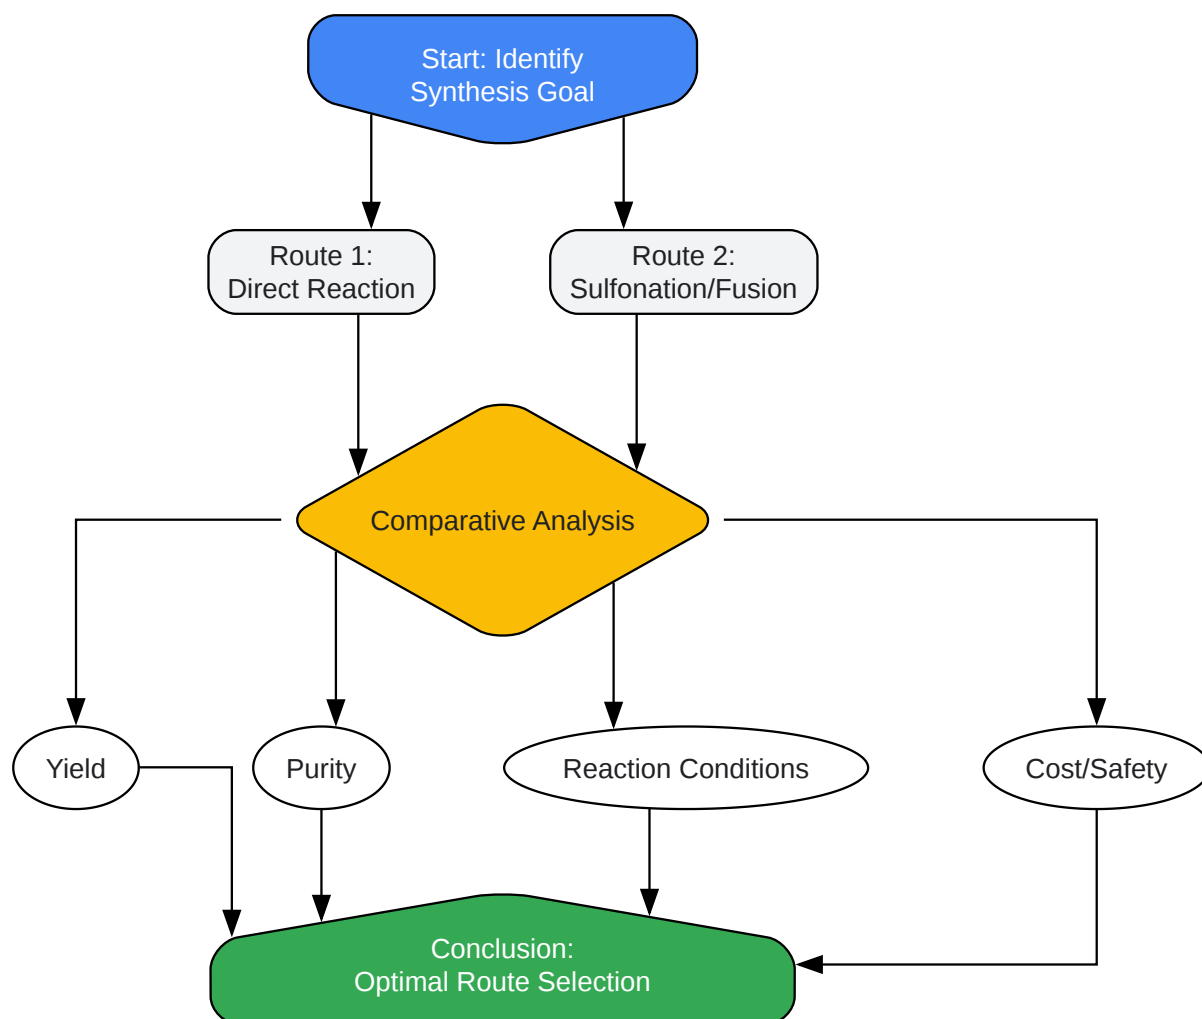 Start: Identify
Synthesis Goal
Route 1:
Direct Reaction
Route 2:
Sulfonation/Fusion
Comparative Analysis
Yield
Purity
Reaction Conditions
Cost/Safety
Conclusion:
Optimal Route Selection